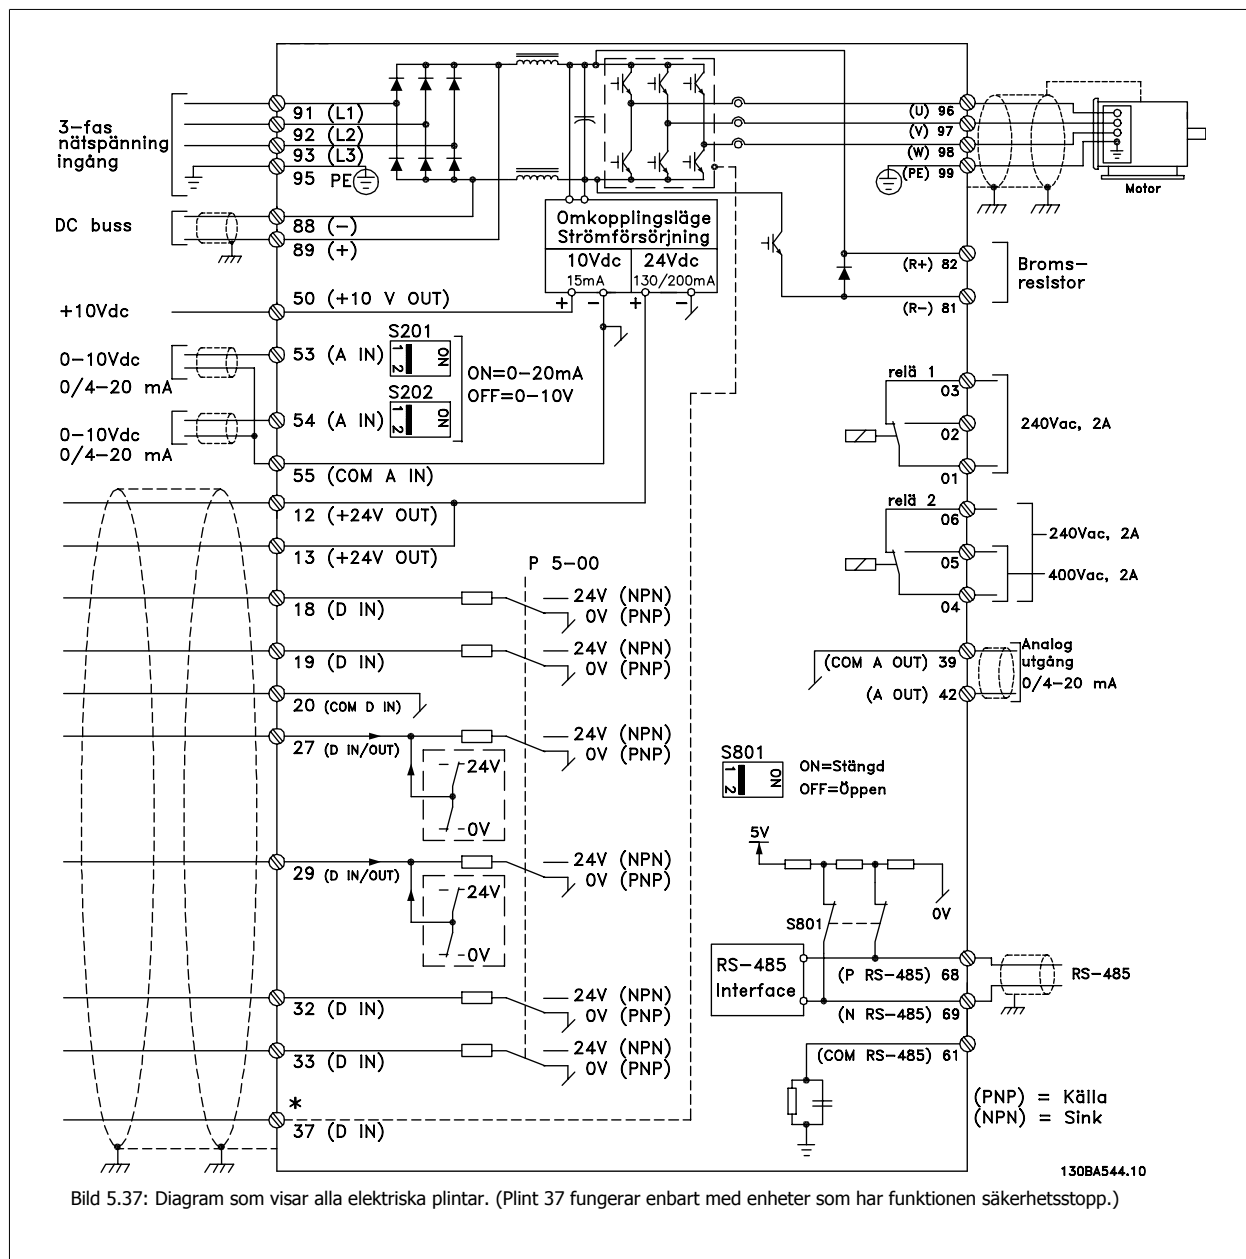 3-fas
nätspänning
ingång
91 (L1)
92 (L2)
93 (L3)
95 PE
DC buss
88 (-)
89 (+)
+10Vdc
50 (+10 V OUT)
0-10Vdc
0/4-20 mA
53 (A IN)
S201
1 2 ON
0-10Vdc
0/4-20 mA
54 (A IN)
S202
1 2 ON
ON=0-20mA
OFF=0-10V
55 (COM A IN)
12 (+24V OUT)
13 (+24V OUT)
P 5-00
18 (D IN)
24V (NPN)
0V (PNP)
19 (D IN)
24V (NPN)
0V (PNP)
20 (COM D IN)
27 (D IN/OUT)
24V (NPN)
0V (PNP)
24V
0V
29 (D IN/OUT)
24V (NPN)
0V (PNP)
24V
0V
32 (D IN)
24V (NPN)
0V (PNP)
33 (D IN)
24V (NPN)
0V (PNP)
*
37 (D IN)
Omkopplingsläge
Strömförsörjning
10Vdc
15mA
24Vdc
130/200mA
+ - + -
(U) 96
(V) 97
(W) 98
(PE) 99
Motor
(R+) 82
(R-) 81
Broms-
resistor
relä 1
03
02
01
240Vac, 2A
relä 2
06
05
04
240Vac, 2A
400Vac, 2A
(COM A OUT) 39
(A OUT) 42
Analog
utgång
0/4-20 mA
S801
1 2 ON
ON=Stängd
OFF=Öppen
5V
0V
S801
RS-485
Interface
(P RS-485) 68
(N RS-485) 69
RS-485
(COM RS-485) 61
(PNP) = Källa
(NPN) = Sink
130BA544.10
Bild 5.37: Diagram som visar alla elektriska plintar. (Plint 37 fungerar enbart med enheter som har funktionen säkerhetsstopp.)